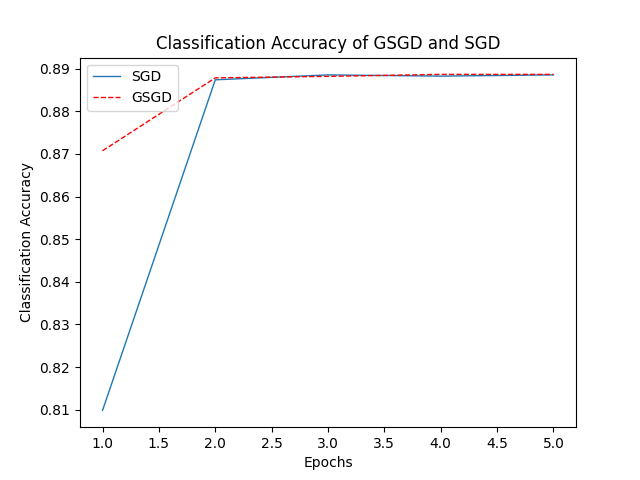 Classification Accuracy of GSGD and SGD
SGD
GSGD
Classification Accuracy
0.89
0.88
0.87
0.86
0.85
0.84
0.83
0.82
0.81
1.0 1.5 2.0 2.5 3.0 3.5 4.0 4.5 5.0
Epochs